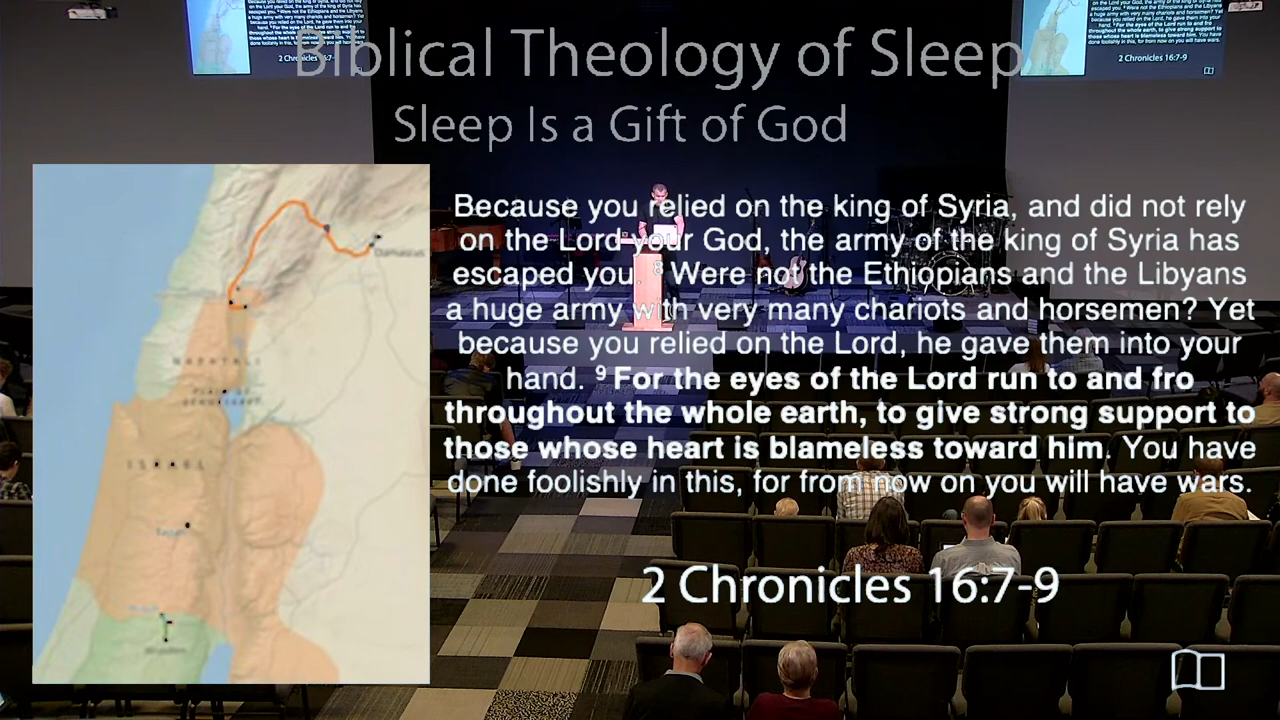 Biblical Theology of Sleep
Sleep Is a Gift of God
Because you relied on the king of Syria, and did not rely
on the Lord your God, the army of the king of Syria has
escaped you. 8 Were not the Ethiopians and the Libyans
a huge army with very many chariots and horsemen? Yet
because you relied on the Lord, he gave them into your
hand. 9 For the eyes of the Lord run to and fro
throughout the whole earth, to give strong support to
those whose heart is blameless toward him. You have
done foolishly in this, for from now on you will have wars.
2 Chronicles 16:7-9
Damascus
NAPHTALI
ISRAEL
2 Chronicles 16:7-9